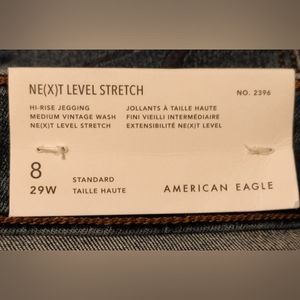 NE(X)T LEVEL STRETCH
NO. 2396
HI-RISE JEGGING
MEDIUM VINTAGE WASH
NE(X)T LEVEL STRETCH
JOLLANTS À TAILLE HAUTE
FINI VIEILLI INTERMÉDIAIRE
EXTENSIBILITÉ NE(X)T LEVEL
8
29W
STANDARD
TAILLE HAUTE
AMERICAN EAGLE